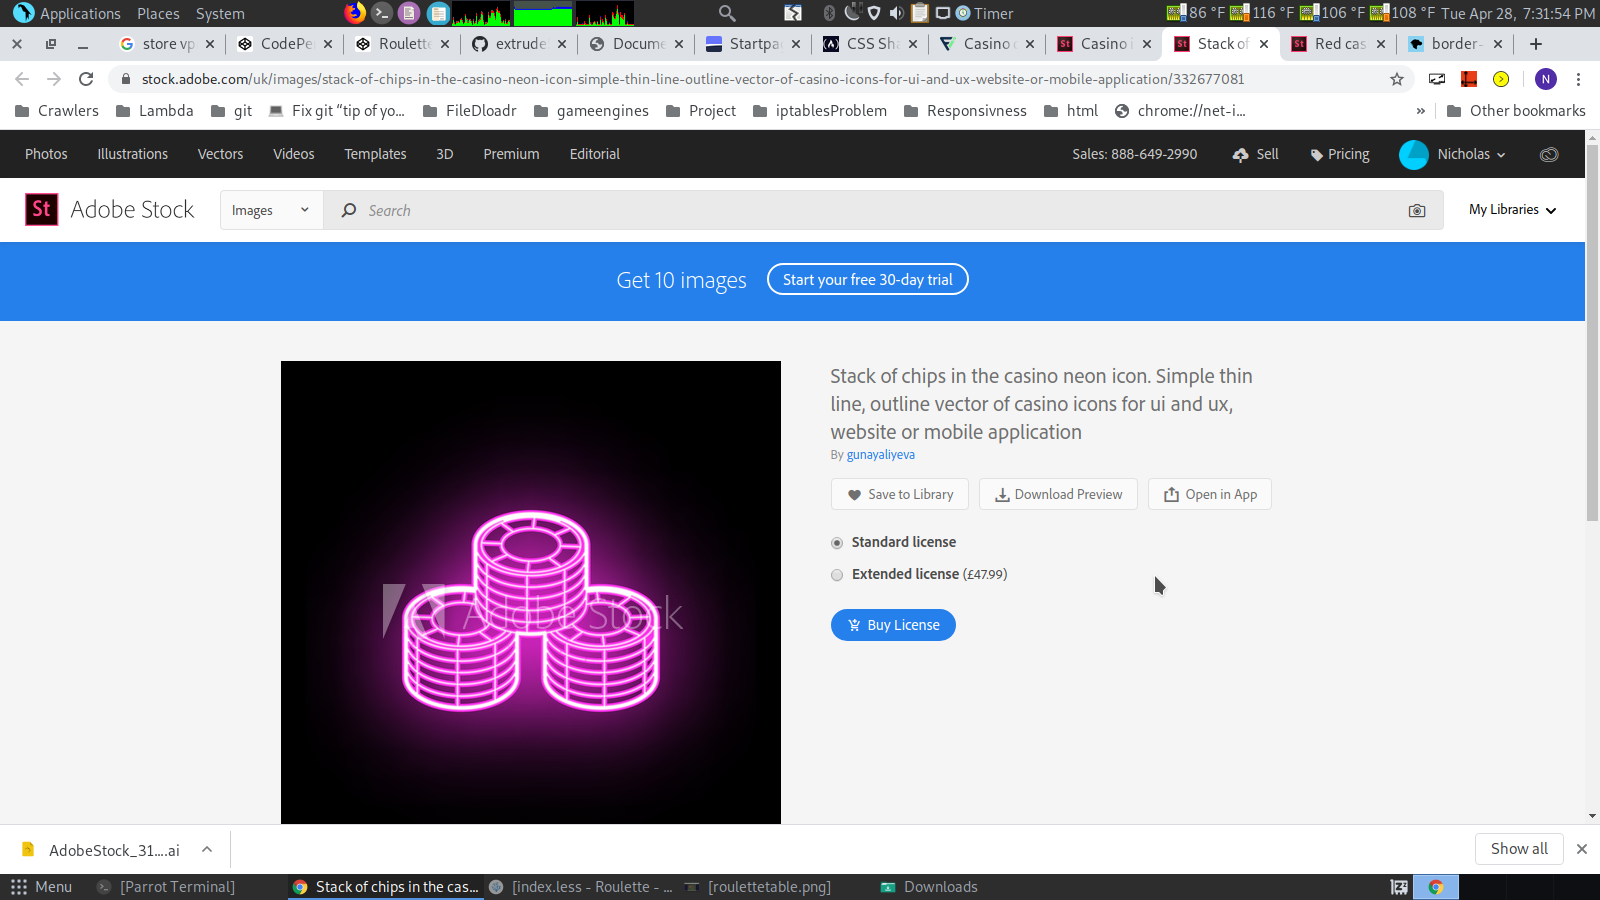 Applications Places System Timer 86 °F 116 °F 106 °F 108 °F Tue Apr 28, 7:31:54 PM
store vp CodePe Roulette extrude Docume Startpa CSS Sha Casino Casino i Stack of Red cas border-
stock.adobe.com/uk/images/stack-of-chips-in-the-casino-neon-icon-simple-thin-line-outline-vector-of-casino-icons-for-ui-and-ux-website-or-mobile-application/332677081 N
Crawlers Lambda git Fix git “tip of yo... FileDloadr gameengines Project iptablesProblem Responsivness html chrome://net-i... » Other bookmarks
Photos Illustrations Vectors Videos Templates 3D Premium Editorial Sales: 888-649-2990 Sell Pricing Nicholas
St Adobe Stock Images Search My Libraries
Get 10 images Start your free 30-day trial
Stack of chips in the casino neon icon. Simple thin
line, outline vector of casino icons for ui and ux,
website or mobile application
By gunayaliyeva
Save to Library Download Preview Open in App
Standard license
Extended license (£47.99)
Buy License
Adobe Stock
AdobeStock_31....ai Show all
Menu [Parrot Terminal] Stack of chips in the cas... [index.less - Roulette - ... [roulettetable.png] Downloads